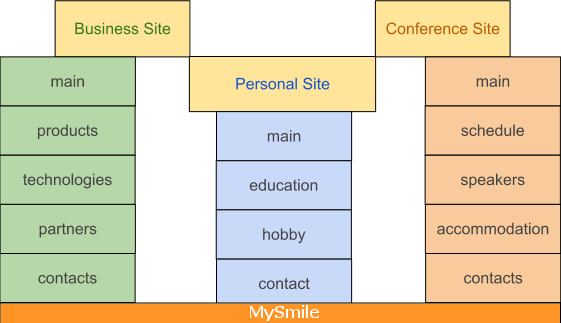 Business Site
main
products
technologies
partners
contacts
Personal Site
main
education
hobby
contact
Conference Site
main
schedule
speakers
accommodation
contacts
MySmile